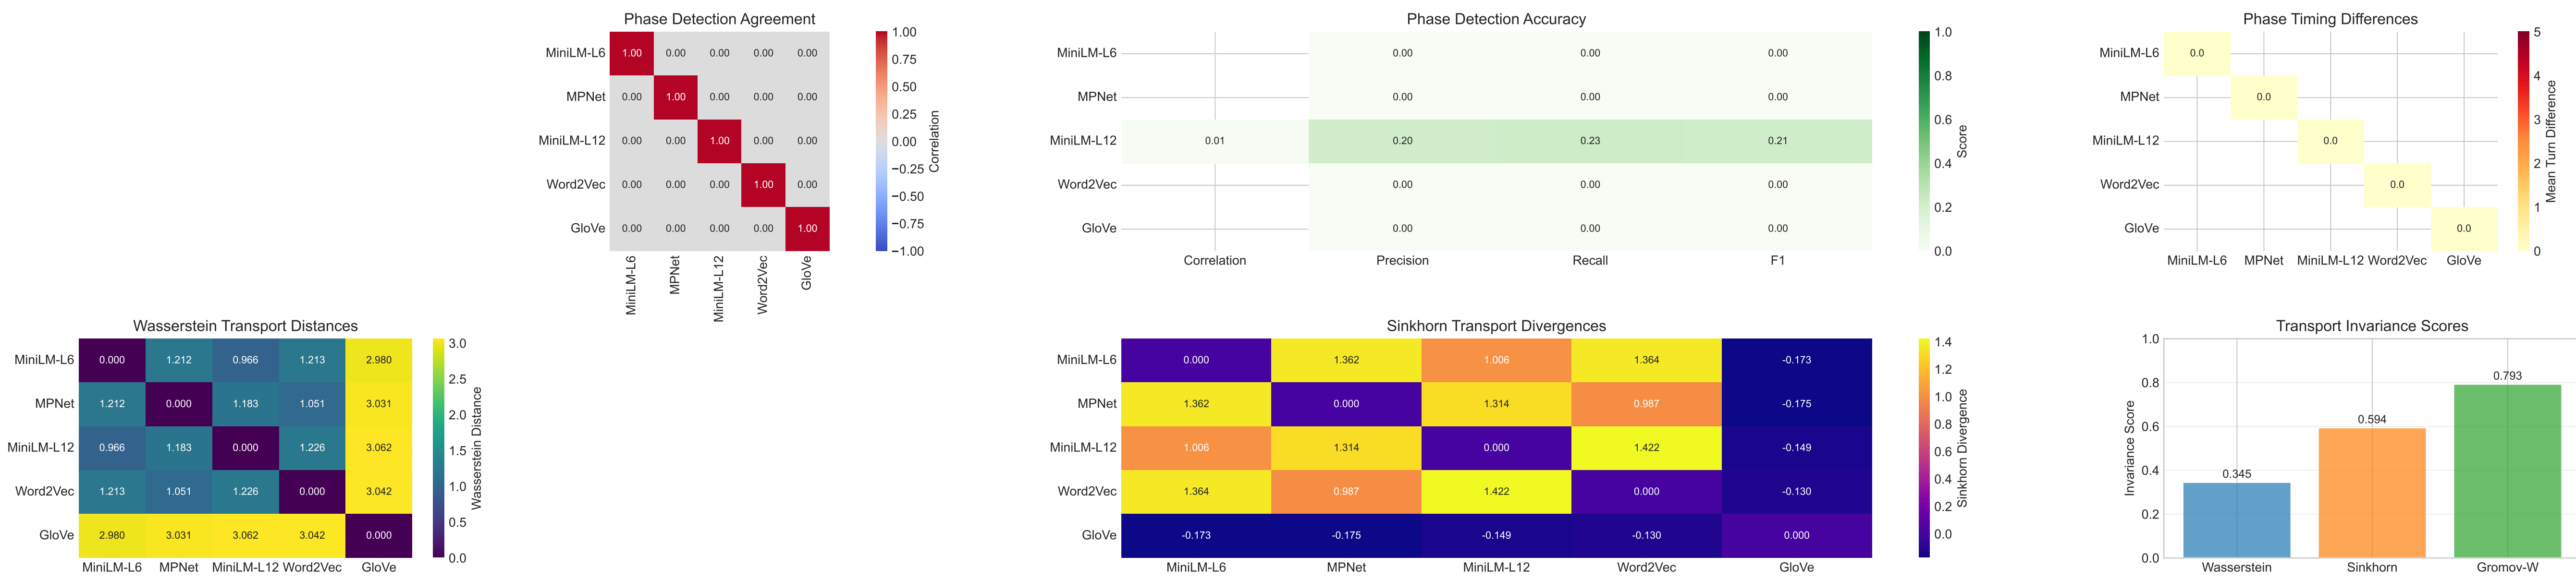 Phase Detection Agreement
MiniLM-L6 1.00 0.00 0.00 0.00 0.00
MPNet 0.00 1.00 0.00 0.00 0.00
MiniLM-L12 0.00 0.00 1.00 0.00 0.00
Word2Vec 0.00 0.00 0.00 1.00 0.00
GloVe 0.00 0.00 0.00 0.00 1.00
MiniLM-L6 MPNet MiniLM-L12 Word2Vec GloVe
1.00
0.75
0.50
0.25
0.00
−0.25
−0.50
−0.75
−1.00
Correlation
Phase Detection Accuracy
MiniLM-L6 0.00 0.00 0.00
MPNet 0.00 0.00 0.00
MiniLM-L12 0.01 0.20 0.23 0.21
Word2Vec 0.00 0.00 0.00
GloVe 0.00 0.00 0.00
Correlation Precision Recall F1
1.0
0.8
0.6
0.4
0.2
0.0
Score
Phase Timing Differences
MiniLM-L6 0.0
MPNet 0.0
MiniLM-L12 0.0
Word2Vec 0.0
GloVe 0.0
MiniLM-L6 MPNet MiniLM-L12 Word2Vec GloVe
5
4
3
2
1
0
Mean Turn Difference
Wasserstein Transport Distances
MiniLM-L6 0.000 1.212 0.966 1.213 2.980
MPNet 1.212 0.000 1.183 1.051 3.031
MiniLM-L12 0.966 1.183 0.000 1.226 3.062
Word2Vec 1.213 1.051 1.226 0.000 3.042
GloVe 2.980 3.031 3.062 3.042 0.000
MiniLM-L6 MPNet MiniLM-L12 Word2Vec GloVe
3.0
2.5
2.0
1.5
1.0
0.5
0.0
Wasserstein Distance
Sinkhorn Transport Divergences
MiniLM-L6 0.000 1.362 1.006 1.364 -0.173
MPNet 1.362 0.000 1.314 0.987 -0.175
MiniLM-L12 1.006 1.314 0.000 1.422 -0.149
Word2Vec 1.364 0.987 1.422 0.000 -0.130
GloVe -0.173 -0.175 -0.149 -0.130 0.000
MiniLM-L6 MPNet MiniLM-L12 Word2Vec GloVe
1.4
1.2
1.0
0.8
0.6
0.4
0.2
0.0
Sinkhorn Divergence
Transport Invariance Scores
1.0
0.8
0.6
0.4
0.2
0.0
Invariance Score
0.345
0.594
0.793
Wasserstein Sinkhorn Gromov-W